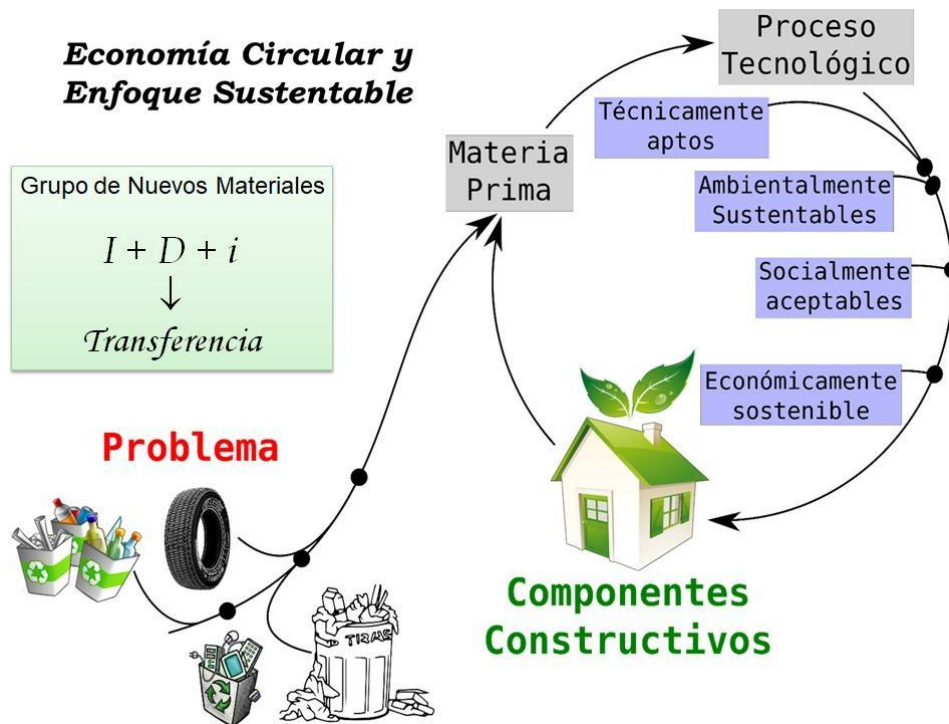 Economía Circular y
Enfoque Sustentable
Proceso
Tecnológico
Técnicamente
aptos
Materia
Prima
Ambientalmente
Sustentables
Grupo de Nuevos Materiales
I + D + i
↓
Transferencia
Socialmente
aceptables
Económicamente
sostenible
Problema
Componentes
Constructivos